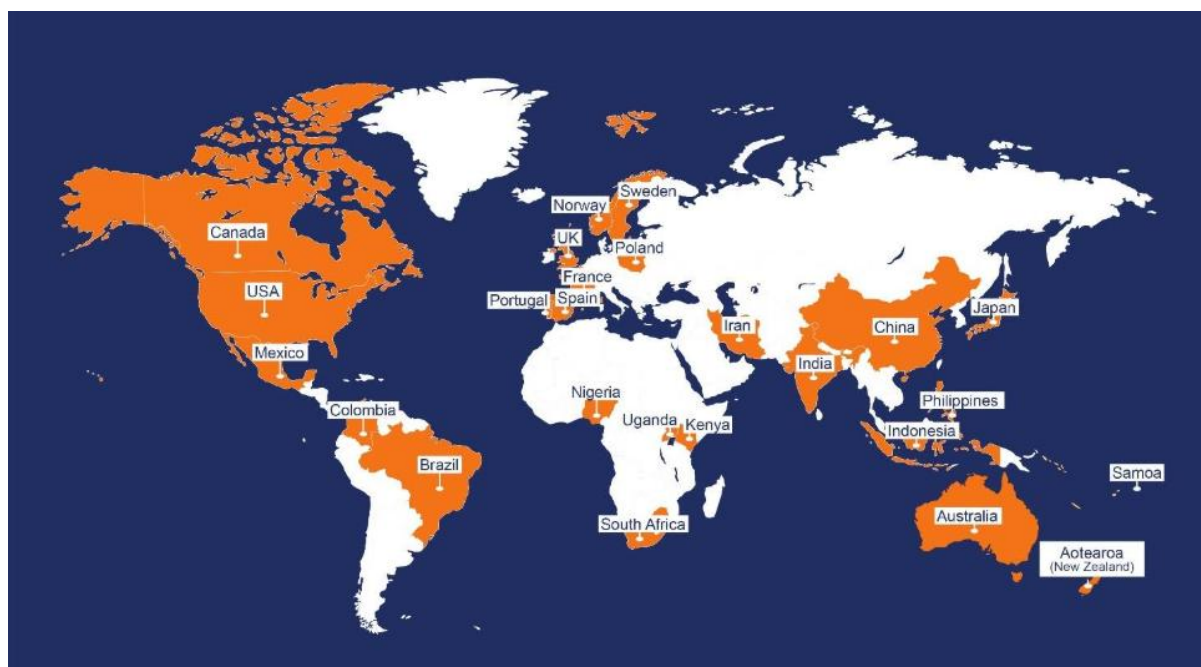 Sweden
Norway
Canada
UK
Poland
France
USA
Portugal
Spain
Japan
Iran
China
Mexico
India
Nigeria
Philippines
Colombia
Uganda
Kenya
Indonesia
Brazil
Samoa
Australia
South Africa
Aotearoa
(New Zealand)